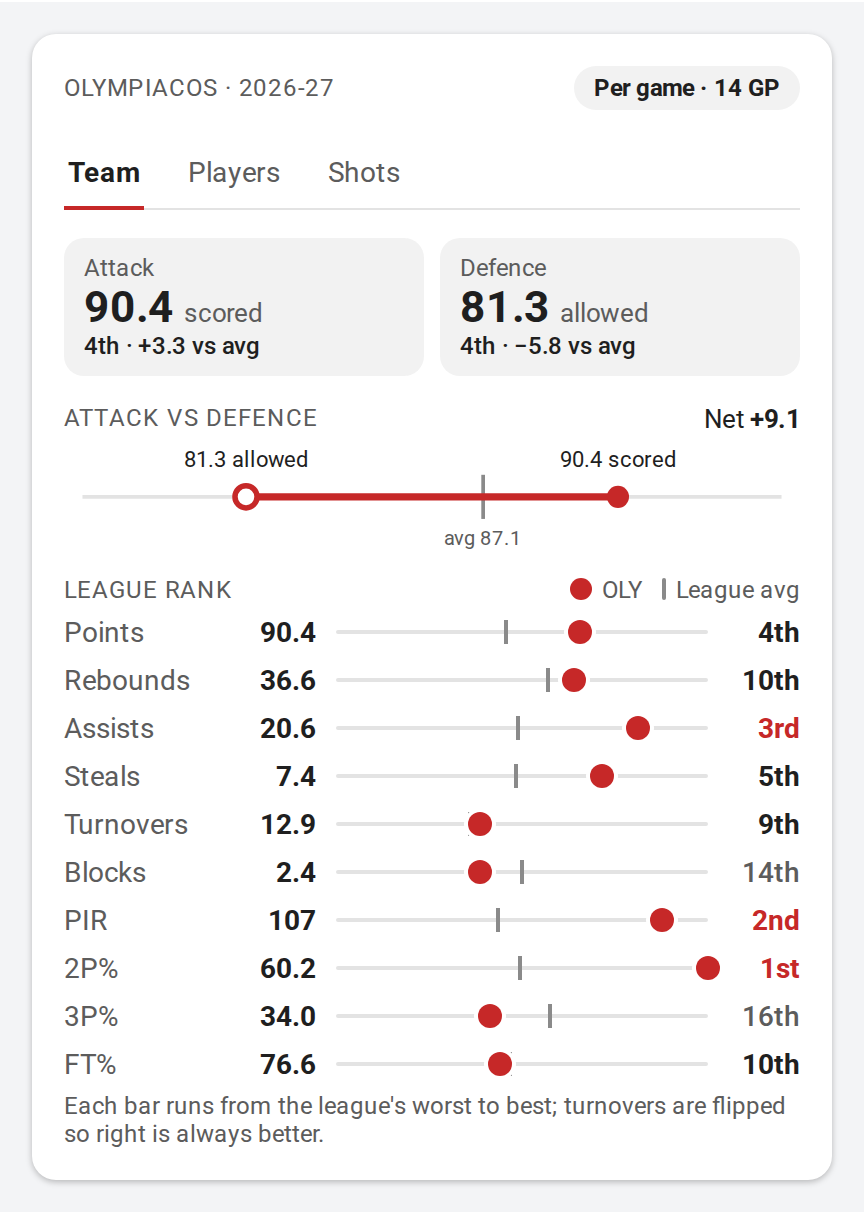 OLYMPIACOS · 2026-27
Per game · 14 GP
Team Players Shots
Attack
90.4 scored
4th · +3.3 vs avg
Defence
81.3 allowed
4th · −5.8 vs avg
ATTACK VS DEFENCE Net +9.1
81.3 allowed 90.4 scored
avg 87.1
LEAGUE RANK OLY League avg
Points 90.4 4th
Rebounds 36.6 10th
Assists 20.6 3rd
Steals 7.4 5th
Turnovers 12.9 9th
Blocks 2.4 14th
PIR 107 2nd
2P% 60.2 1st
3P% 34.0 16th
FT% 76.6 10th
Each bar runs from the league's worst to best; turnovers are flipped
so right is always better.